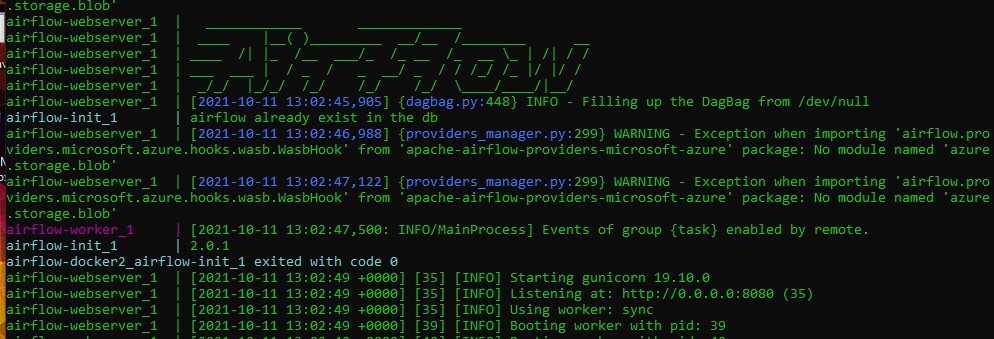 .storage.blob'
airflow-webserver_1 |  ____________       _____________
airflow-webserver_1 |  ____    |__( )_________  __/__  /________      __
airflow-webserver_1 | ____  /| |_  /__  ___/_  /_ __  /_  __ \_ | /| / /
airflow-webserver_1 | ___  ___ |  / _  /   _  __/ _  / / /_/ /_ |/ |/ /
airflow-webserver_1 |  _/_/  |_/_/  /_/    /_/    /_/  \____/____/|__/
airflow-webserver_1 | [2021-10-11 13:02:45,905] {dagbag.py:448} INFO - Filling up the DagBag from /dev/null
airflow-init_1 | airflow already exist in the db
airflow-webserver_1 | [2021-10-11 13:02:46,988] {providers_manager.py:299} WARNING - Exception when importing 'airflow.pro
viders.microsoft.azure.hooks.wasb.WasbHook' from 'apache-airflow-providers-microsoft-azure' package: No module named 'azure
.storage.blob'
airflow-webserver_1 | [2021-10-11 13:02:47,122] {providers_manager.py:299} WARNING - Exception when importing 'airflow.pro
viders.microsoft.azure.hooks.wasb.WasbHook' from 'apache-airflow-providers-microsoft-azure' package: No module named 'azure
.storage.blob'
airflow-worker_1 | [2021-10-11 13:02:47,500: INFO/MainProcess] Events of group {task} enabled by remote.
airflow-init_1 | 2.0.1
airflow-docker2_airflow-init_1 exited with code 0
airflow-webserver_1 | [2021-10-11 13:02:49 +0000] [35] [INFO] Starting gunicorn 19.10.0
airflow-webserver_1 | [2021-10-11 13:02:49 +0000] [35] [INFO] Listening at: http://0.0.0.0:8080 (35)
airflow-webserver_1 | [2021-10-11 13:02:49 +0000] [35] [INFO] Using worker: sync
airflow-webserver_1 | [2021-10-11 13:02:49 +0000] [39] [INFO] Booting worker with pid: 39